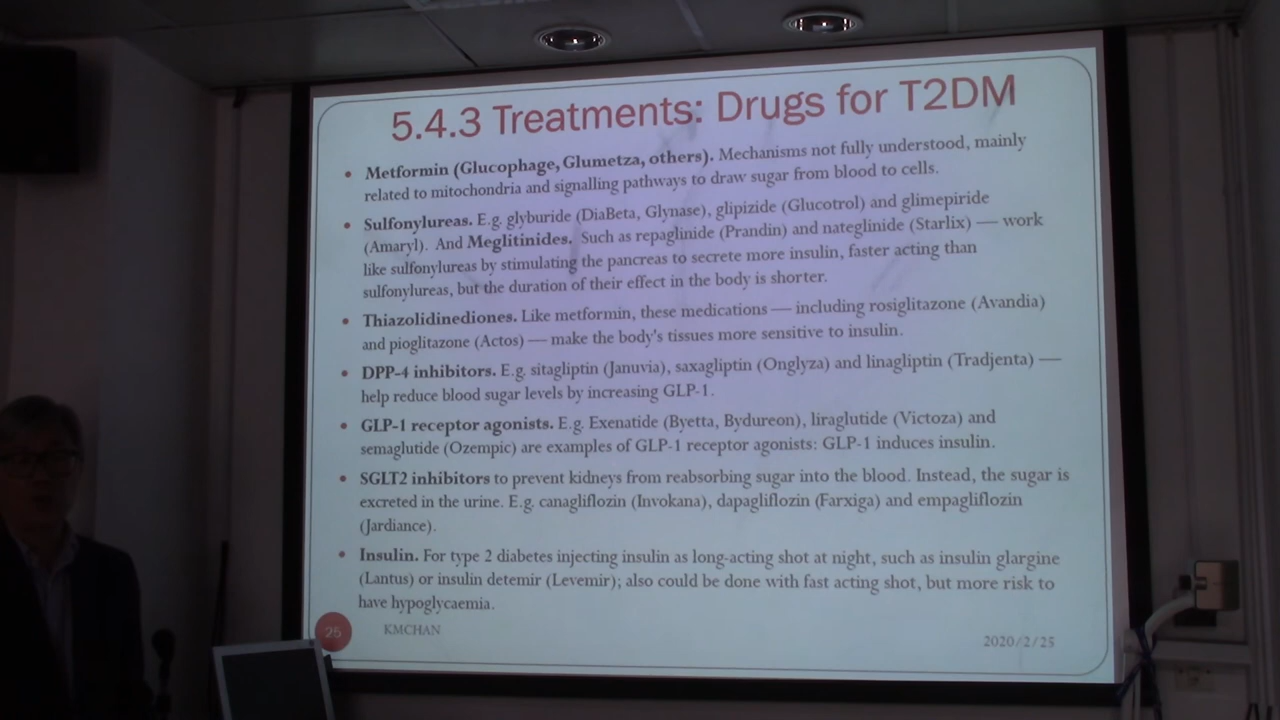 5.4.3 Treatments: Drugs for T2DM
• Metformin (Glucophage, Glumetza, others). Mechanisms not fully understood, mainly
related to mitochondria and signalling pathways to draw sugar from blood to cells.
• Sulfonylureas. E.g. glyburide (DiaBeta, Glynase), glipizide (Glucotrol) and glimepiride
(Amaryl). And Meglitinides. Such as repaglinide (Prandin) and nateglinide (Starlix) — work
like sulfonylureas by stimulating the pancreas to secrete more insulin, faster acting than
sulfonylureas, but the duration of their effect in the body is shorter.
• Thiazolidinediones. Like metformin, these medications — including rosiglitazone (Avandia)
and pioglitazone (Actos) — make the body's tissues more sensitive to insulin.
• DPP-4 inhibitors. E.g. sitagliptin (Januvia), saxagliptin (Onglyza) and linagliptin (Tradjenta) —
help reduce blood sugar levels by increasing GLP-1.
• GLP-1 receptor agonists. E.g. Exenatide (Byetta, Bydureon), liraglutide (Victoza) and
semaglutide (Ozempic) are examples of GLP-1 receptor agonists: GLP-1 induces insulin.
• SGLT2 inhibitors to prevent kidneys from reabsorbing sugar into the blood. Instead, the sugar is
excreted in the urine. E.g. canagliflozin (Invokana), dapagliflozin (Farxiga) and empagliflozin
(Jardiance).
• Insulin. For type 2 diabetes injecting insulin as long-acting shot at night, such as insulin glargine
(Lantus) or insulin detemir (Levemir); also could be done with fast acting shot, but more risk to
have hypoglycaemia.
25 KMCHAN 2020/2/25